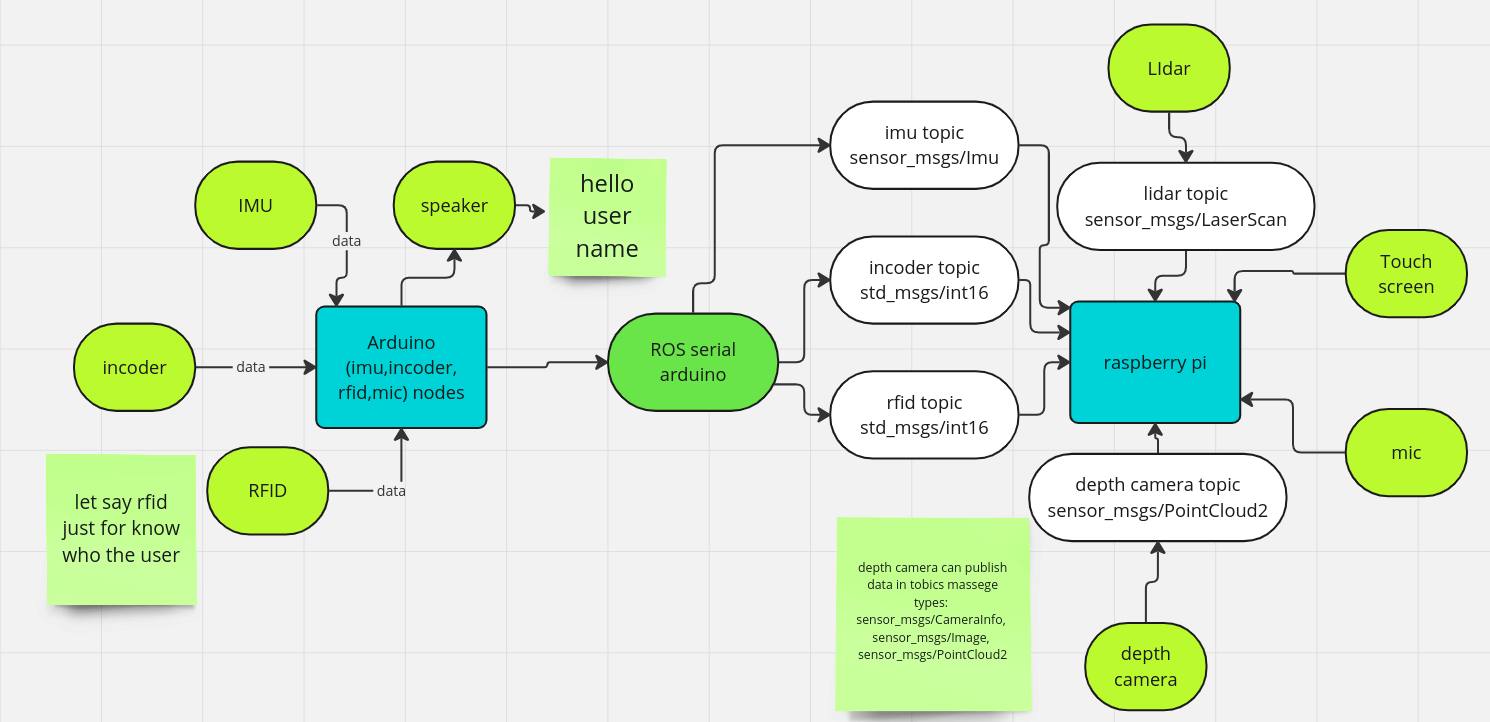 LIdar
imu topic
sensor_msgs/Imu
hello
user
name
IMU
speaker
lidar topic
sensor_msgs/LaserScan
data
incoder topic
std_msgs/int16
Touch
screen
Arduino
(imu,incoder,
rfid,mic) nodes
ROS serial
arduino
raspberry pi
incoder
data
rfid topic
std_msgs/int16
mic
RFID
data
let say rfid
just for know
who the user
depth camera topic
sensor_msgs/PointCloud2
depth camera can publish
data in tobics massege
types:
sensor_msgs/CameraInfo,
sensor_msgs/Image,
sensor_msgs/PointCloud2
depth
camera